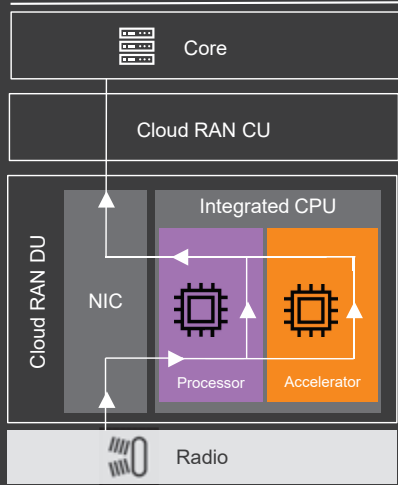 Core
Cloud RAN CU
Cloud RAN DU
NIC
Integrated CPU
Processor
Accelerator
Radio